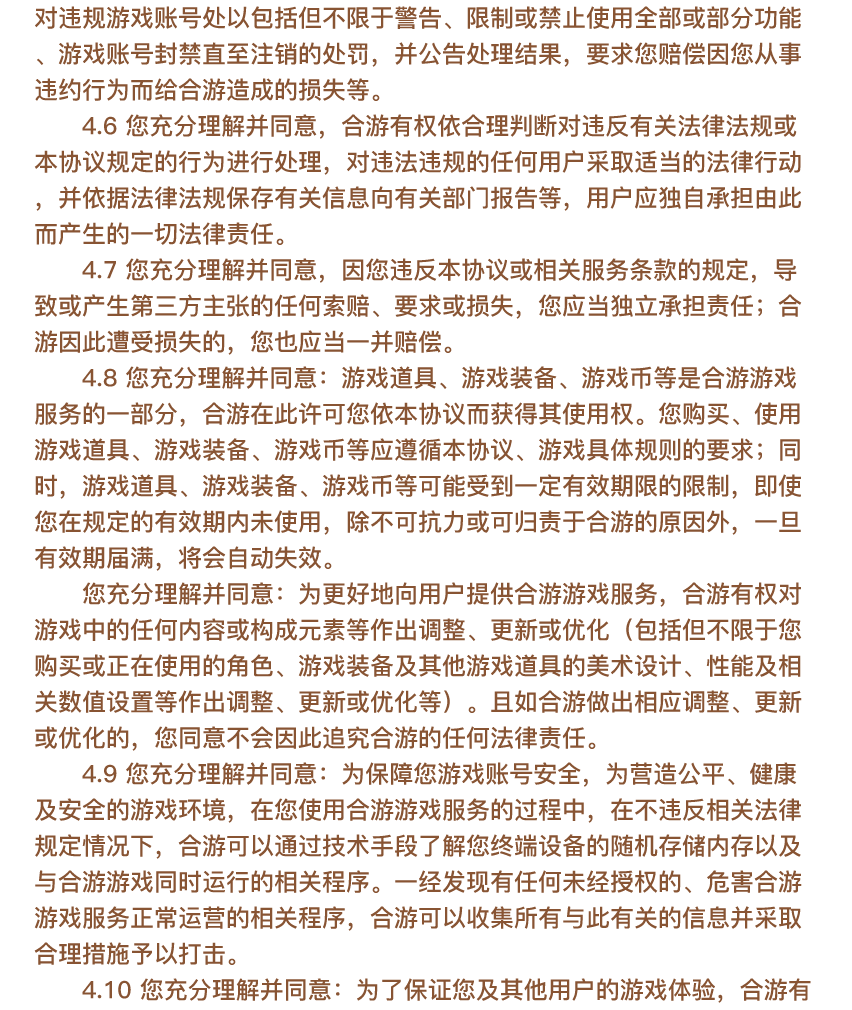 对违规游戏账号处以包括但不限于警告、限制或禁止使用全部或部分功能
、游戏账号封禁直至注销的处罚，并公告处理结果，要求您赔偿因您从事
违约行为而给合游造成的损失等。
4.6 您充分理解并同意，合游有权依合理判断对违反有关法律法规或
本协议规定的行为进行处理，对违法违规的任何用户采取适当的法律行动
，并依据法律法规保存有关信息向有关部门报告等，用户应独自承担由此
而产生的一切法律责任。
4.7 您充分理解并同意，因您违反本协议或相关服务条款的规定，导
致或产生第三方主张的任何索赔、要求或损失，您应当独立承担责任；合
游因此遭受损失的，您也应当一并赔偿。
4.8 您充分理解并同意：游戏道具、游戏装备、游戏币等是合游游戏
服务的一部分，合游在此许可您依本协议而获得其使用权。您购买、使用
游戏道具、游戏装备、游戏币等应遵循本协议、游戏具体规则的要求；同
时，游戏道具、游戏装备、游戏币等可能受到一定有效期限的限制，即使
您在规定的有效期内未使用，除不可抗力或可归责于合游的原因外，一旦
有效期届满，将会自动失效。
您充分理解并同意：为更好地向用户提供合游游戏服务，合游有权对
游戏中的任何内容或构成元素等作出调整、更新或优化（包括但不限于您
购买或正在使用的角色、游戏装备及其他游戏道具的美术设计、性能及相
关数值设置等作出调整、更新或优化等）。且如合游做出相应调整、更新
或优化的，您同意不会因此追究合游的任何法律责任。
4.9 您充分理解并同意：为保障您游戏账号安全，为营造公平、健康
及安全的游戏环境，在您使用合游游戏服务的过程中，在不违反相关法律
规定情况下，合游可以通过技术手段了解您终端设备的随机存储内存以及
与合游游戏同时运行的相关程序。一经发现有任何未经授权的、危害合游
游戏服务正常运营的相关程序，合游可以收集所有与此有关的信息并采取
合理措施予以打击。
4.10 您充分理解并同意：为了保证您及其他用户的游戏体验，合游有